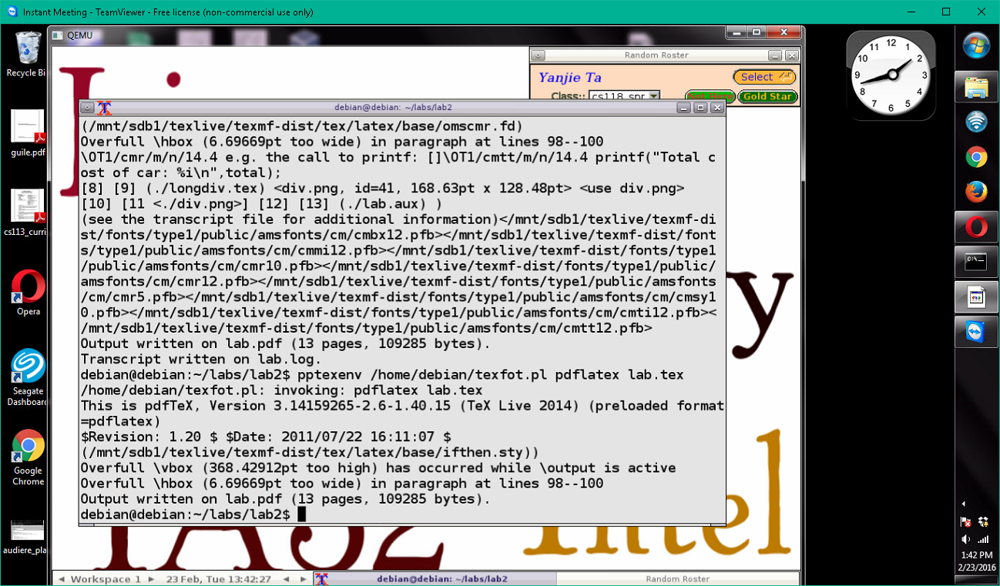 Instant Meeting - TeamViewer - Free license (non-commercial use only)
Recycle Bi
guile.pdf
cs113_curri
Opera
Seagate
Dashboard
Google
Chrome
audiere_pla
QEMU
Random Roster
Yanjie Ta
Select
Class::
cs118_spr
Gold Star
debian@debian: ~/labs/lab2
(/mnt/sdb1/texlive/texmf-dist/tex/latex/base/omscmr.fd)
Overfull \hbox (6.69669pt too wide) in paragraph at lines 98--100
\OT1/cmr/m/n/14.4 e.g. the call to printf: []\OT1/cmtt/m/n/14.4 printf("Total c
ost of car: %i\n",total);
[8] [9] (./longdiv.tex) <div.png, id=41, 168.63pt x 128.48pt> <use div.png>
[10] [11 <./div.png>] [12] [13] (./lab.aux) )
(see the transcript file for additional information)</mnt/sdb1/texlive/texmf-di
st/fonts/type1/public/amsfonts/cm/cmbx12.pfb></mnt/sdb1/texlive/texmf-dist/font
s/type1/public/amsfonts/cm/cmmi12.pfb></mnt/sdb1/texlive/texmf-dist/fonts/type1
/public/amsfonts/cm/cmr10.pfb></mnt/sdb1/texlive/texmf-dist/fonts/type1/public/
amsfonts/cm/cmr12.pfb></mnt/sdb1/texlive/texmf-dist/fonts/type1/public/amsfonts
/cm/cmr5.pfb></mnt/sdb1/texlive/texmf-dist/fonts/type1/public/amsfonts/cm/cmsy1
0.pfb></mnt/sdb1/texlive/texmf-dist/fonts/type1/public/amsfonts/cm/cmti12.pfb><
/mnt/sdb1/texlive/texmf-dist/fonts/type1/public/amsfonts/cm/cmtt12.pfb>
Output written on lab.pdf (13 pages, 109285 bytes).
Transcript written on lab.log.
debian@debian:~/labs/lab2$ pptexenv /home/debian/texfot.pl pdflatex lab.tex
/home/debian/texfot.pl: invoking: pdflatex lab.tex
This is pdfTeX, Version 3.14159265-2.6-1.40.15 (TeX Live 2014) (preloaded format
=pdflatex)
$Revision: 1.20 $ $Date: 2011/07/22 16:11:07 $
(/mnt/sdb1/texlive/texmf-dist/tex/latex/base/ifthen.sty))
Overfull \vbox (368.42912pt too high) has occurred while \output is active
Overfull \hbox (6.69669pt too wide) in paragraph at lines 98--100
Output written on lab.pdf (13 pages, 109285 bytes).
debian@debian:~/labs/lab2$
IA32
Intel
Workspace 1
23 Feb, Tue 13:42:27
debian@debian: ~/labs/lab2
Random Roster
12
1
2
3
4
5
6
7
8
9
10
11
C:\
1:42 PM
2/23/2016